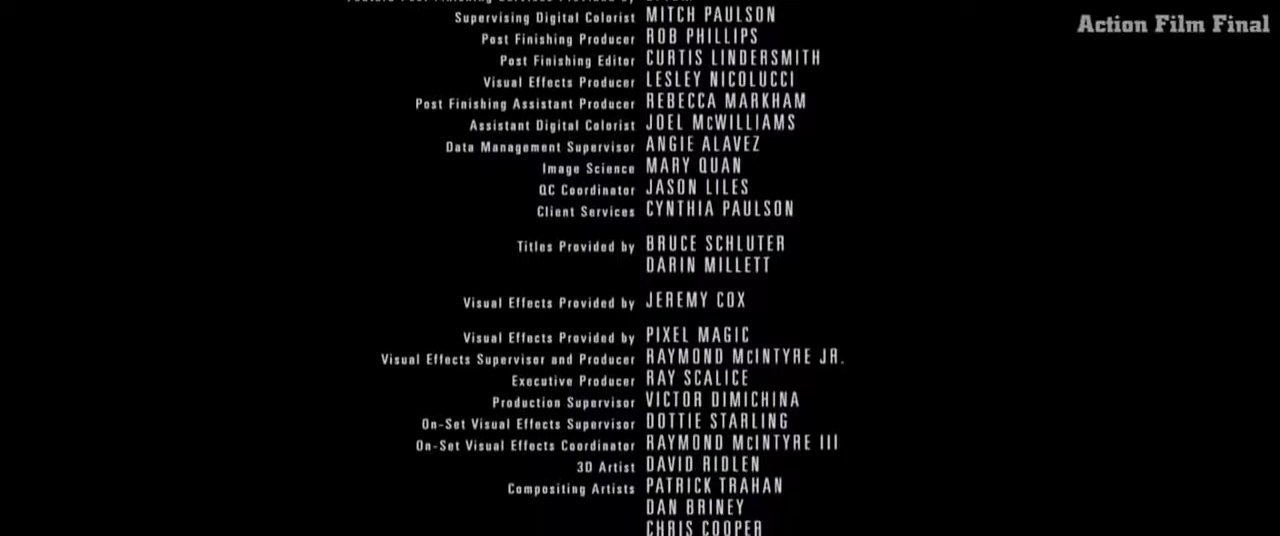 Supervising Digital Colorist MITCH PAULSON
Action Film Final
Post Finishing Producer ROB PHILLIPS
Post Finishing Editor CURTIS LINDERSMITH
Visual Effects Producer LESLEY NICOLUCCI
Post Finishing Assistant Producer REBECCA MARKHAM
Assistant Digital Colorist JOEL McWILLIAMS
Data Management Supervisor ANGIE ALAVEZ
Image Science MARY QUAN
QC Coordinator JASON LILES
Client Services CYNTHIA PAULSON
Titles Provided by BRUCE SCHLUTER
DARIN MILLETT
Visual Effects Provided by JEREMY COX
Visual Effects Provided by PIXEL MAGIC
Visual Effects Supervisor and Producer RAYMOND McINTYRE JR.
Executive Producer RAY SCALICE
Production Supervisor VICTOR DIMICHINA
On-Set Visual Effects Supervisor DOTTIE STARLING
On-Set Visual Effects Coordinator RAYMOND McINTYRE III
3D Artist DAVID RIDLEN
Compositing Artists PATRICK TRAHAN
DAN BRINEY
CHRIS COOPER